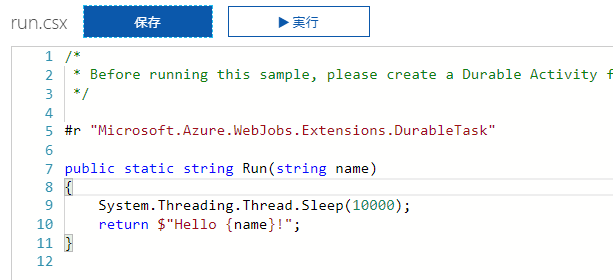 run.csx 保存 ▶ 実行
1 /*
2 * Before running this sample, please create a Durable Activity f
3 */
4
5 #r "Microsoft.Azure.WebJobs.Extensions.DurableTask"
6
7 public static string Run(string name)
8 {
9 System.Threading.Thread.Sleep(10000);
10 return $"Hello {name}!";
11 }
12